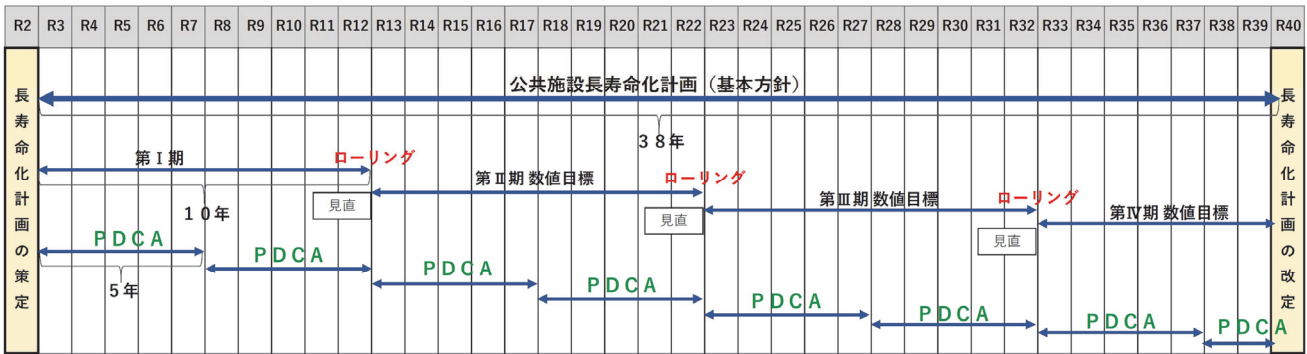 R2 R3 R4 R5 R6 R7 R8 R9 R10 R11 R12 R13 R14 R15 R16 R17 R18 R19 R20 R21 R22 R23 R24 R25 R26 R27 R28 R29 R30 R31 R32 R33 R34 R35 R36 R37 R38 R39 R40
長寿命化計画の策定
公共施設長寿命化計画（基本方針）
38年
第Ⅰ期
ローリング
第Ⅱ期 数値目標
ローリング
第Ⅲ期 数値目標
ローリング
第Ⅳ期 数値目標
10年
見直
見直
見直
PDCA
5年
PDCA
PDCA
PDCA
PDCA
PDCA
PDCA
PDCA
長寿命化計画の改定